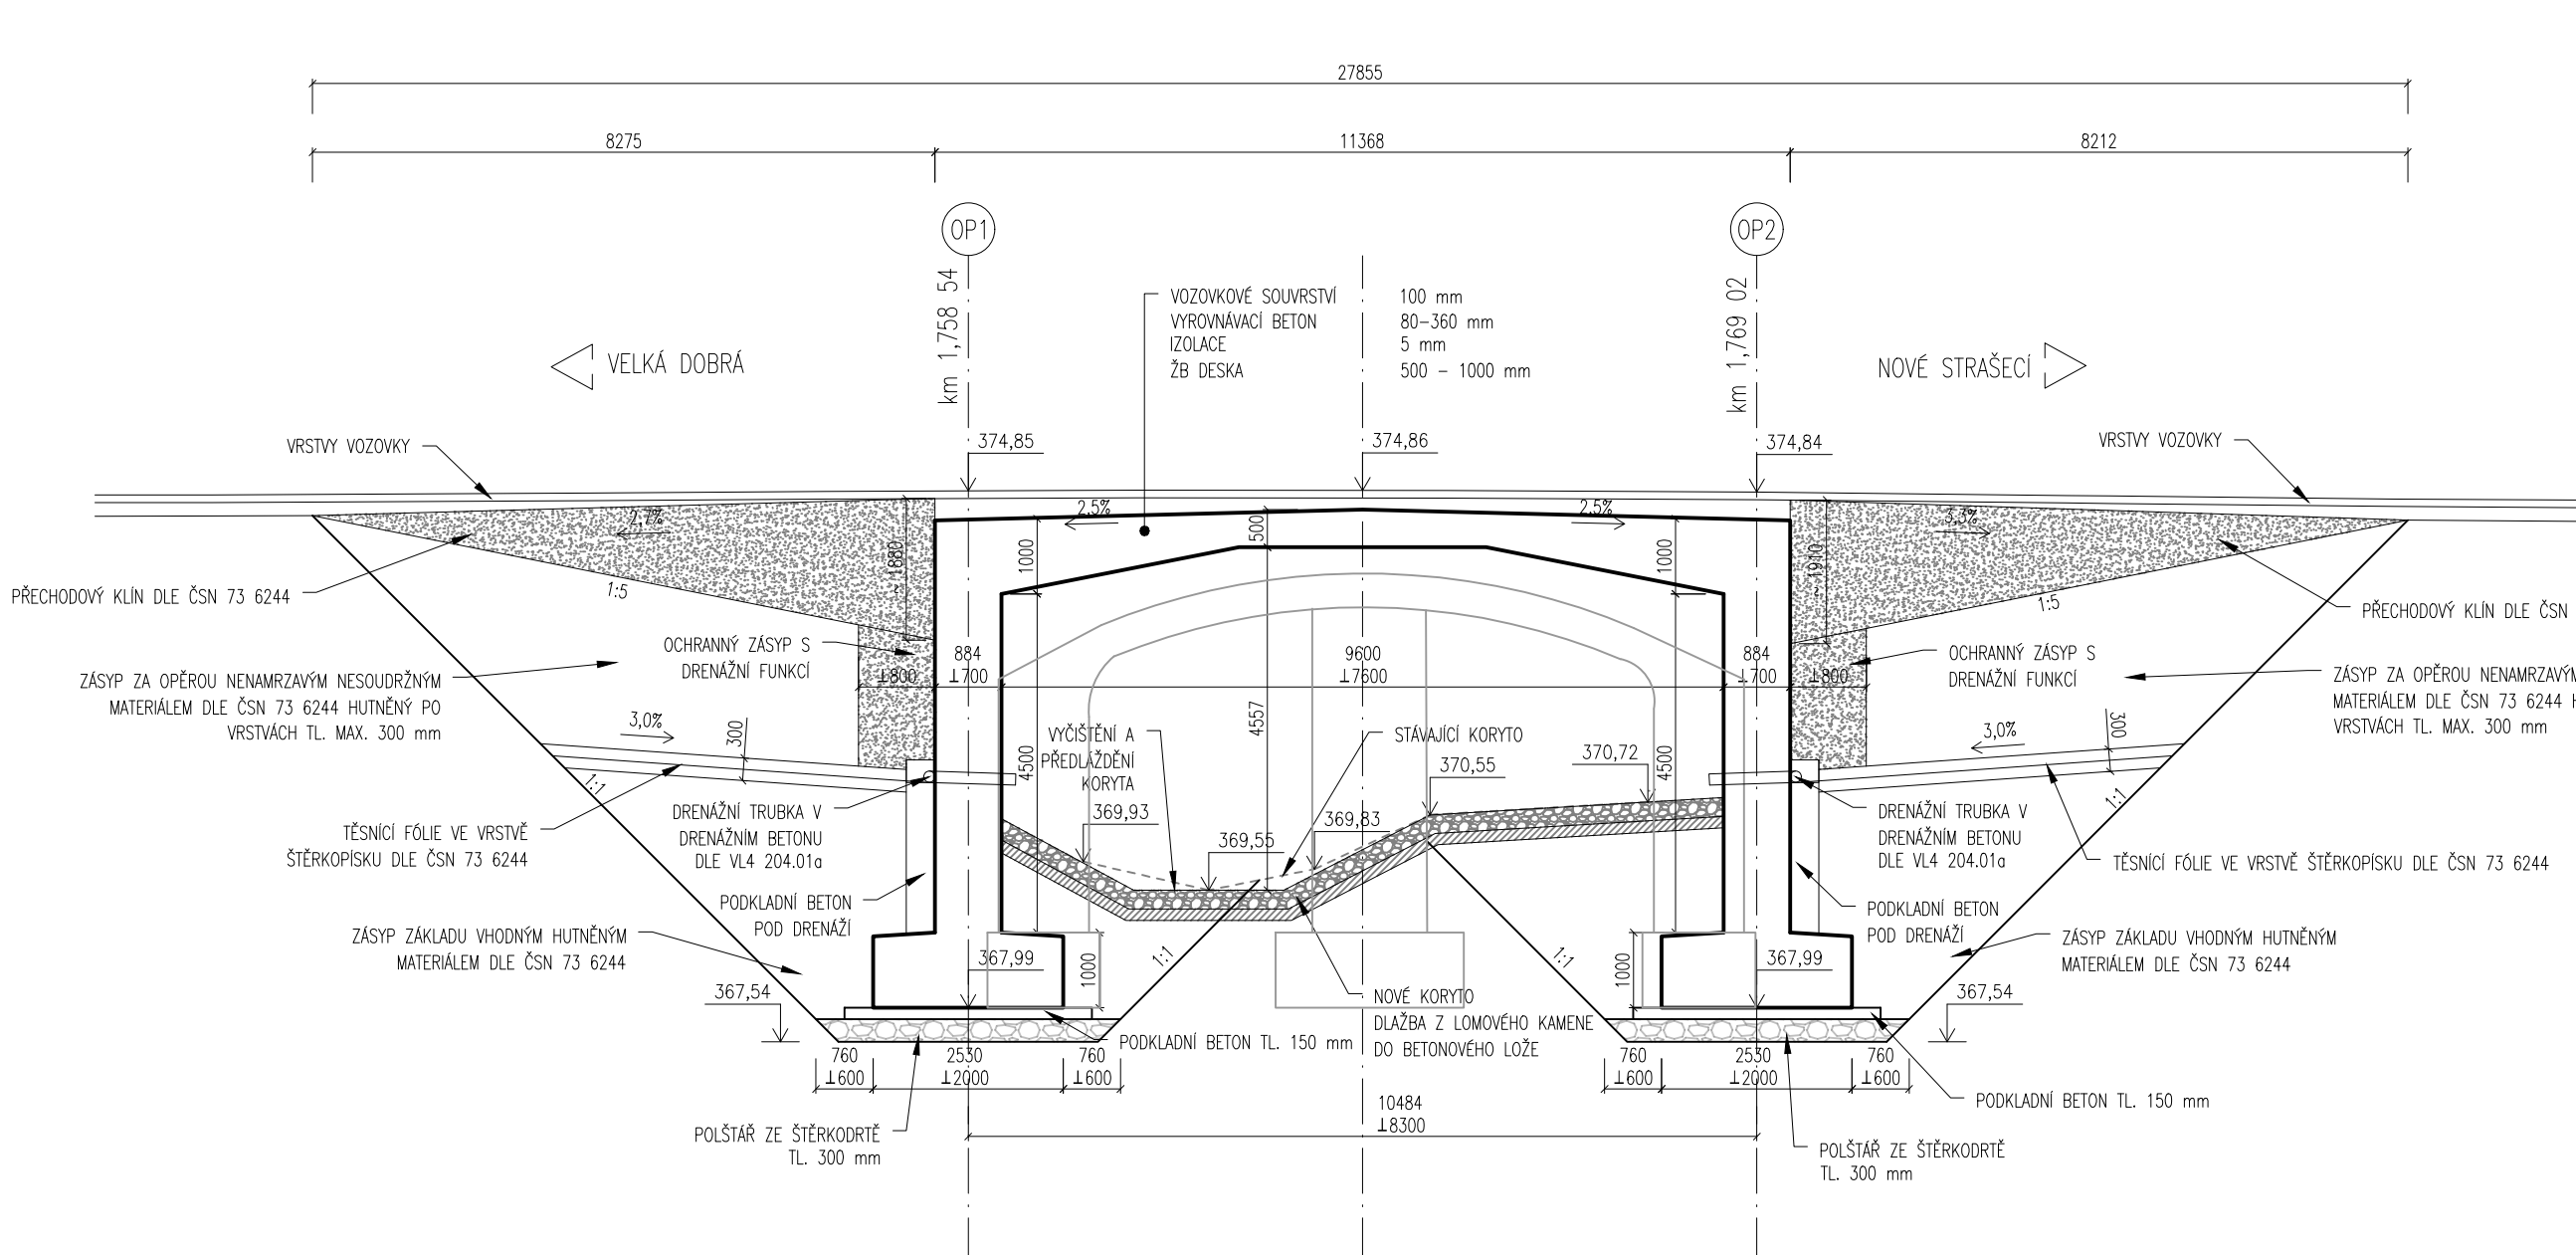 27855
8275
11368
8212
OP1
OP2
km 1,758 54
km 1,769 02
VOZOVKOVÉ SOUVRSTVÍ 100 mm
VYROVNÁVACÍ BETON 80-360 mm
IZOLACE 5 mm
ŽB DESKA 500 - 1000 mm
VELKÁ DOBRÁ
NOVÉ STRAŠECÍ
VRSTVY VOZOVKY
374,85
374,86
374,84
VRSTVY VOZOVKY
2,7%
2,5%
2,5%
3,3%
500
1000
1000
~ 1880
~ 1910
PŘECHODOVÝ KLÍN DLE ČSN 73 6244
1:5
1:5
PŘECHODOVÝ KLÍN DLE ČSN
OCHRANNÝ ZÁSYP S
DRENÁŽNÍ FUNKCÍ
884
⊥700
⊥800
9600
⊥7600
884
⊥700
⊥800
OCHRANNÝ ZÁSYP S
DRENÁŽNÍ FUNKCÍ
ZÁSYP ZA OPĚROU NENAMRZAVÝM NESOUDRŽNÝM
MATERIÁLEM DLE ČSN 73 6244 HUTNĚNÝ PO
VRSTVÁCH TL. MAX. 300 mm
ZÁSYP ZA OPĚROU NENAMRZAVÝM
MATERIÁLEM DLE ČSN 73 6244
VRSTVÁCH TL. MAX. 300 mm
3,0%
300
4500
4557
4500
3,0%
300
VYČIŠTĚNÍ A
PŘEDLÁŽDĚNÍ
KORYTA
STÁVAJÍCÍ KORYTO
370,72
370,55
369,93
369,83
369,55
1:1
1:1
DRENÁŽNÍ TRUBKA V
DRENÁŽNÍM BETONU
DLE VL4 204.01a
DRENÁŽNÍ TRUBKA V
DRENÁŽNÍM BETONU
DLE VL4 204.01a
TĚSNÍCÍ FÓLIE VE VRSTVĚ
ŠTĚRKOPÍSKU DLE ČSN 73 6244
TĚSNÍCÍ FÓLIE VE VRSTVĚ ŠTĚRKOPÍSKU DLE ČSN 73 6244
PODKLADNÍ BETON
POD DRENÁŽÍ
PODKLADNÍ BETON
POD DRENÁŽÍ
ZÁSYP ZÁKLADU VHODNÝM HUTNĚNÝM
MATERIÁLEM DLE ČSN 73 6244
ZÁSYP ZÁKLADU VHODNÝM HUTNĚNÝM
MATERIÁLEM DLE ČSN 73 6244
367,99
1000
1:1
1:1
1000
367,99
367,54
367,54
NOVÉ KORYTO
DLAŽBA Z LOMOVÉHO KAMENE
DO BETONOVÉHO LOŽE
PODKLADNÍ BETON TL. 150 mm
760
⊥600
2530
⊥2000
760
⊥600
760
⊥600
2530
⊥2000
760
⊥600
PODKLADNÍ BETON TL. 150 mm
10484
⊥8300
POLŠTÁŘ ZE ŠTĚRKODRTĚ
TL. 300 mm
POLŠTÁŘ ZE ŠTĚRKODRTĚ
TL. 300 mm